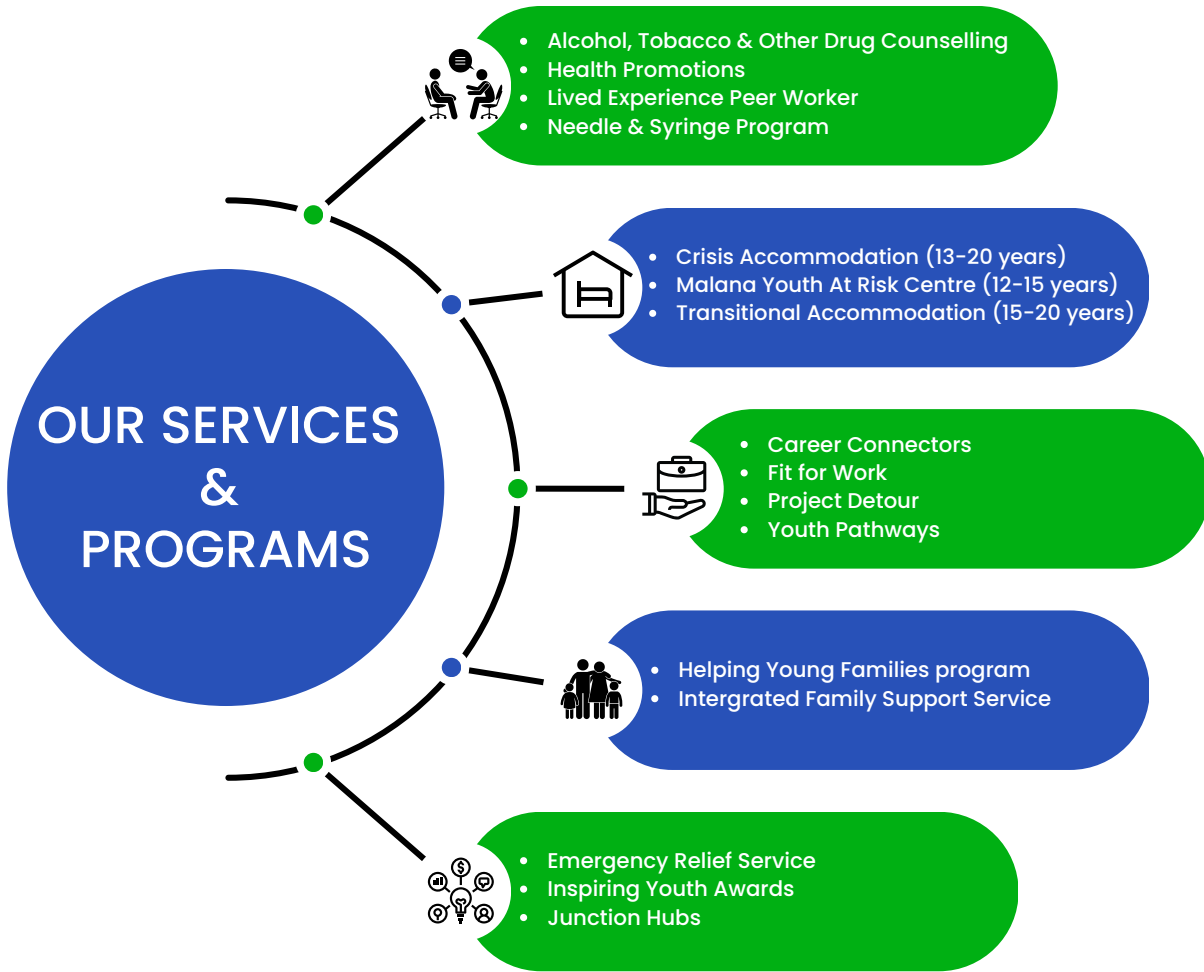 OUR SERVICES
&
PROGRAMS
• Alcohol, Tobacco & Other Drug Counselling
• Health Promotions
• Lived Experience Peer Worker
• Needle & Syringe Program
• Crisis Accommodation (13-20 years)
• Malana Youth At Risk Centre (12-15 years)
• Transitional Accommodation (15-20 years)
• Career Connectors
• Fit for Work
• Project Detour
• Youth Pathways
• Helping Young Families program
• Intergrated Family Support Service
• Emergency Relief Service
• Inspiring Youth Awards
• Junction Hubs